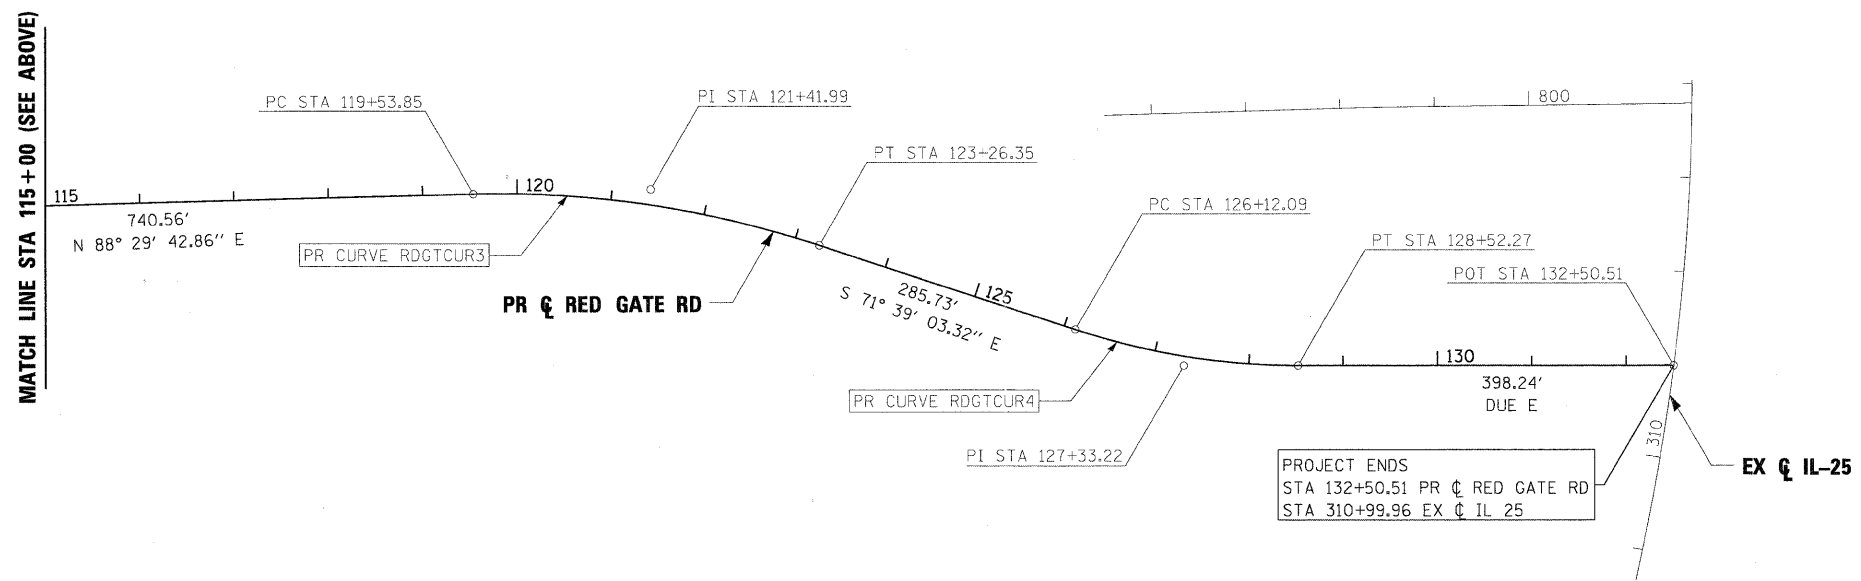 MATCH LINE STA 115+00 (SEE ABOVE)
PC STA 119+53.85
PI STA 121+41.99
800
PT STA 123+26.35
115
120
740.56'
N 88° 29' 42.86" E
PR CURVE RDGTCUR3
PR ℄ RED GATE RD
PC STA 126+12.09
PT STA 128+52.27
POT STA 132+50.51
125
285.73'
S 71° 39' 03.32" E
130
398.24'
DUE E
PR CURVE RDGTCUR4
PI STA 127+33.22
310
PROJECT ENDS
STA 132+50.51 PR ℄ RED GATE RD
STA 310+99.96 EX ℄ IL 25
EX ℄ IL-25